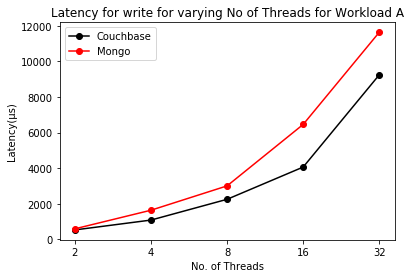 Latency for write for varying No of Threads for Workload A
Couchbase
Mongo
12000
10000
8000
6000
4000
2000
0
Latency(µs)
2 4 8 16 32
No. of Threads